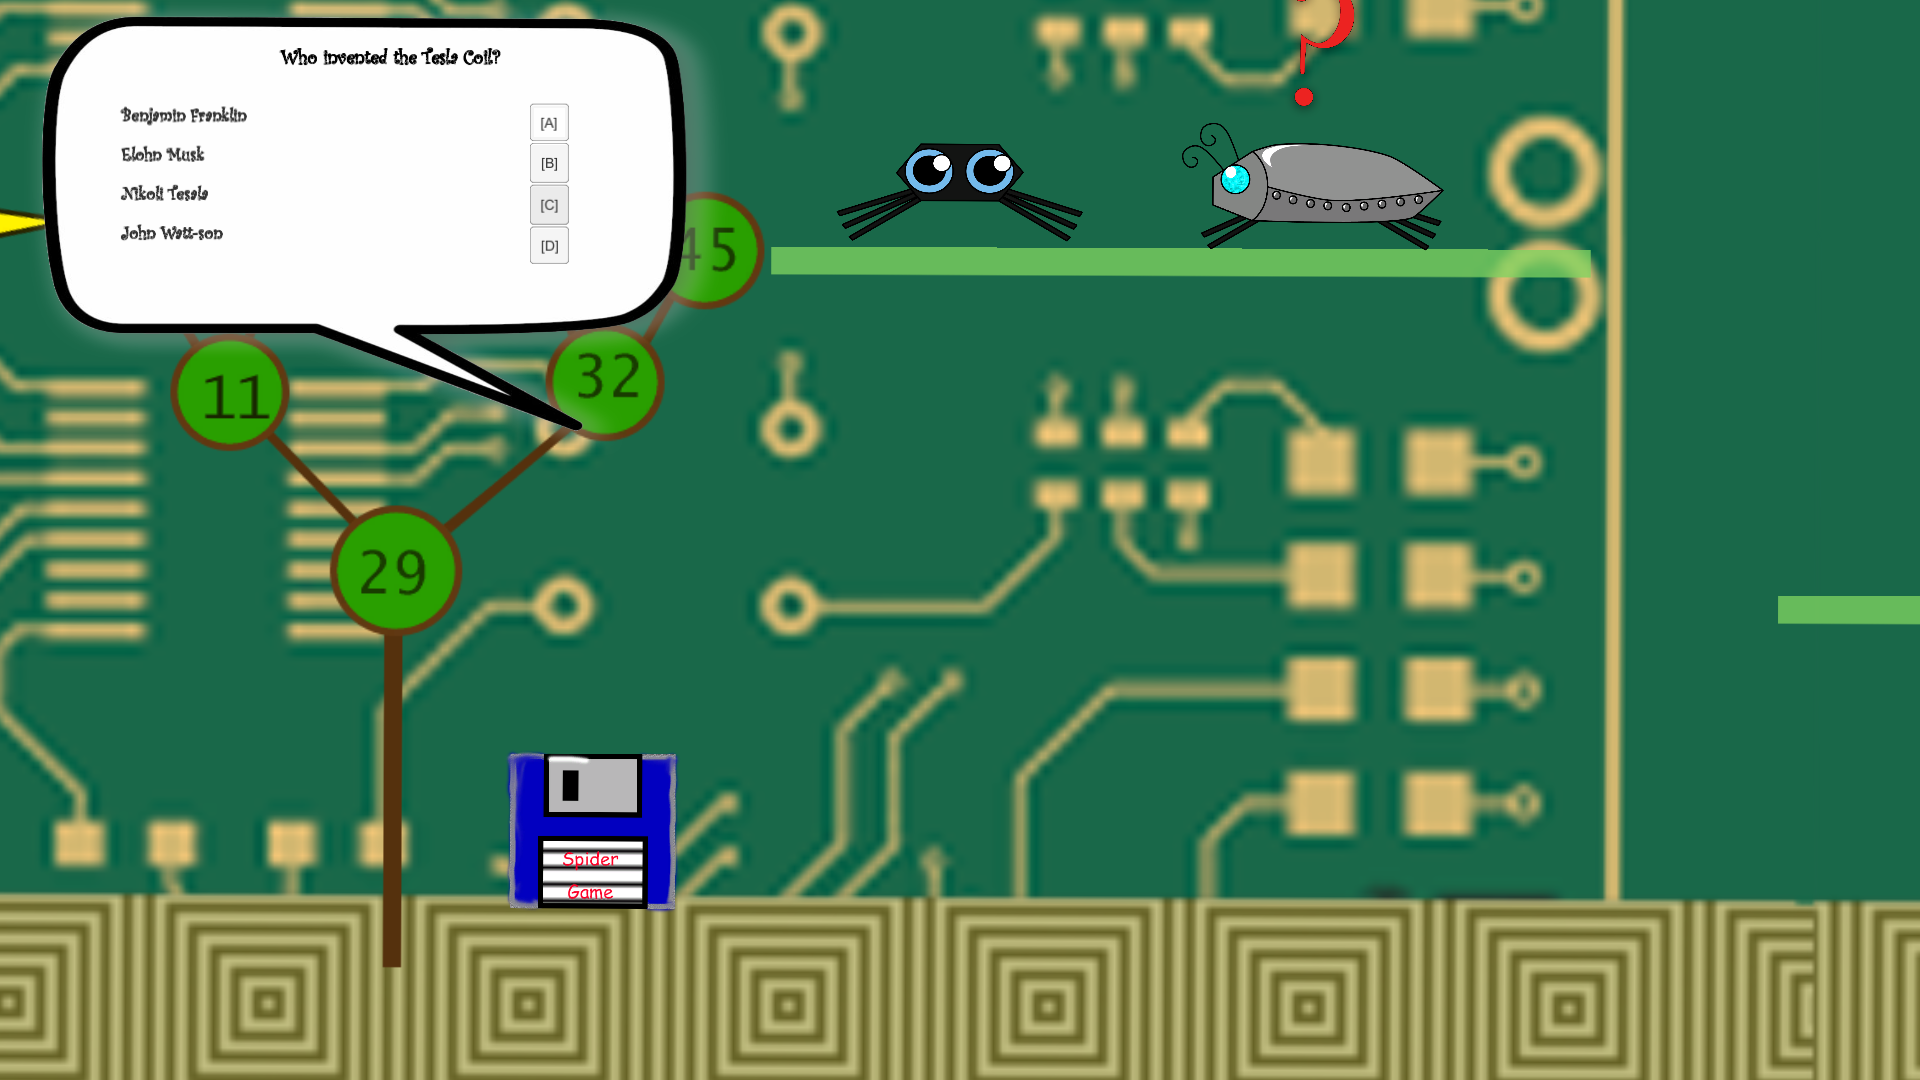 Who invented the Tesla Coil?
Benjamin Franklin [A]
Elohn Musk [B]
Nikoli Tesala [C]
John Watt-son [D]
45
11
32
29
?
Spider
Game